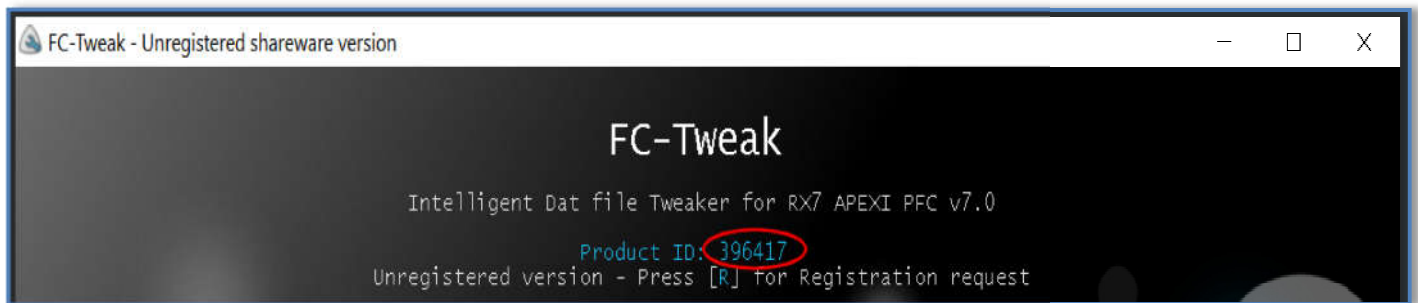 FC-Tweak - Unregistered shareware version
FC-Tweak
Intelligent Dat file Tweaker for RX7 APEXI PFC v7.0
Product ID: 396417
Unregistered version - Press [R] for Registration request